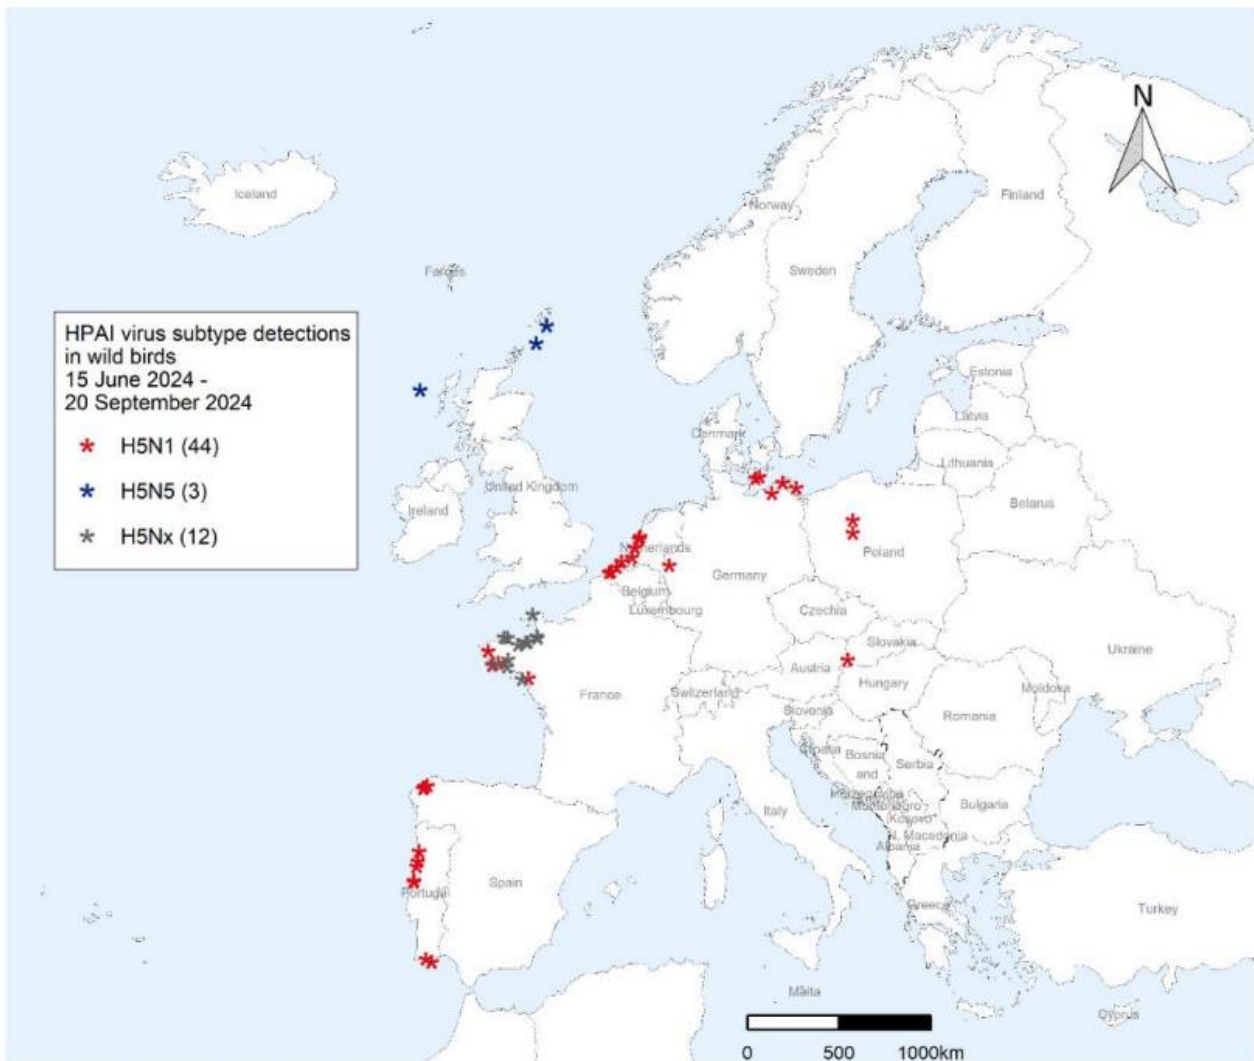 N
Iceland
Norway
Finland
Faroes
Sweden
HPAI virus subtype detections
in wild birds
15 June 2024 -
20 September 2024
H5N1 (44)
H5N5 (3)
H5Nx (12)
Estonia
Latvia
Denmark
Lithuania
United Kingdom
Ireland
Belarus
Netherlands
Poland
Germany
Belgium
Luxembourg
Czechia
Slovakia
Ukraine
Austria
Hungary
France
Switzerland
Moldova
Slovenia
Romania
Croatia
Bosnia
and
Herzegovina
Serbia
Montenegro
Kosovo*
Bulgaria
Italy
N. Macedonia
Albania
Portugal
Spain
Greece
Turkey
Malta
Cyprus
0 500 1000km